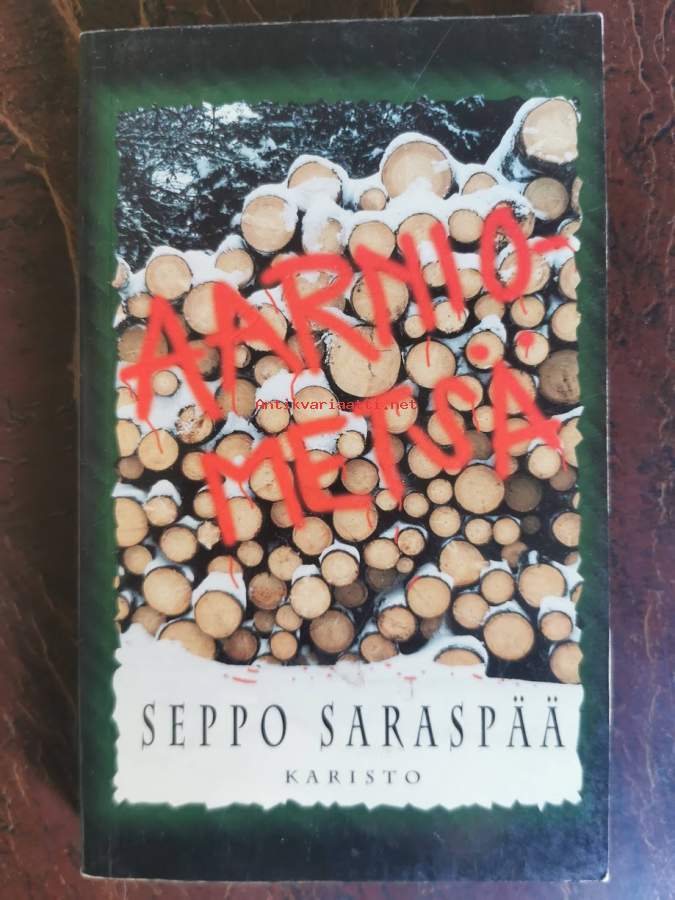 AARNIO-
METSÄ
Antikvariaatti.net
SEPPO SARASPÄÄ
KARISTO